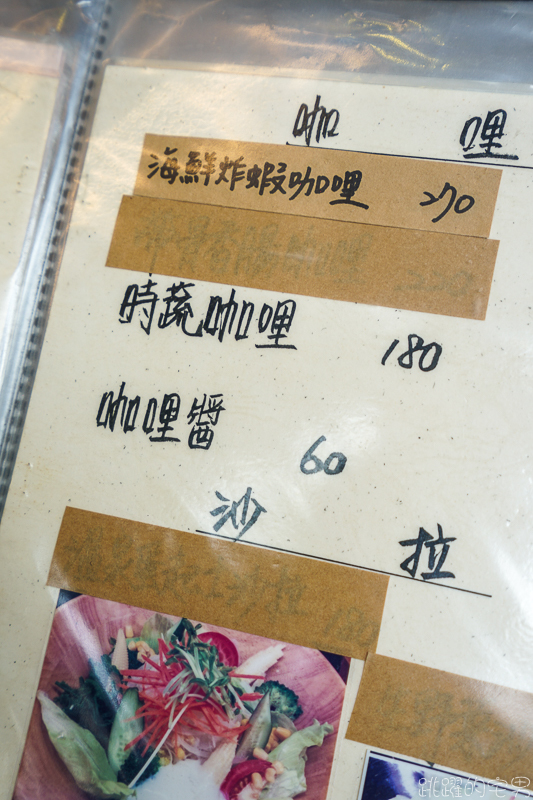 咖哩
海鮮炸蝦咖哩 270
時蔬咖哩 180
咖哩醬 60
沙拉
跳躍的宅男